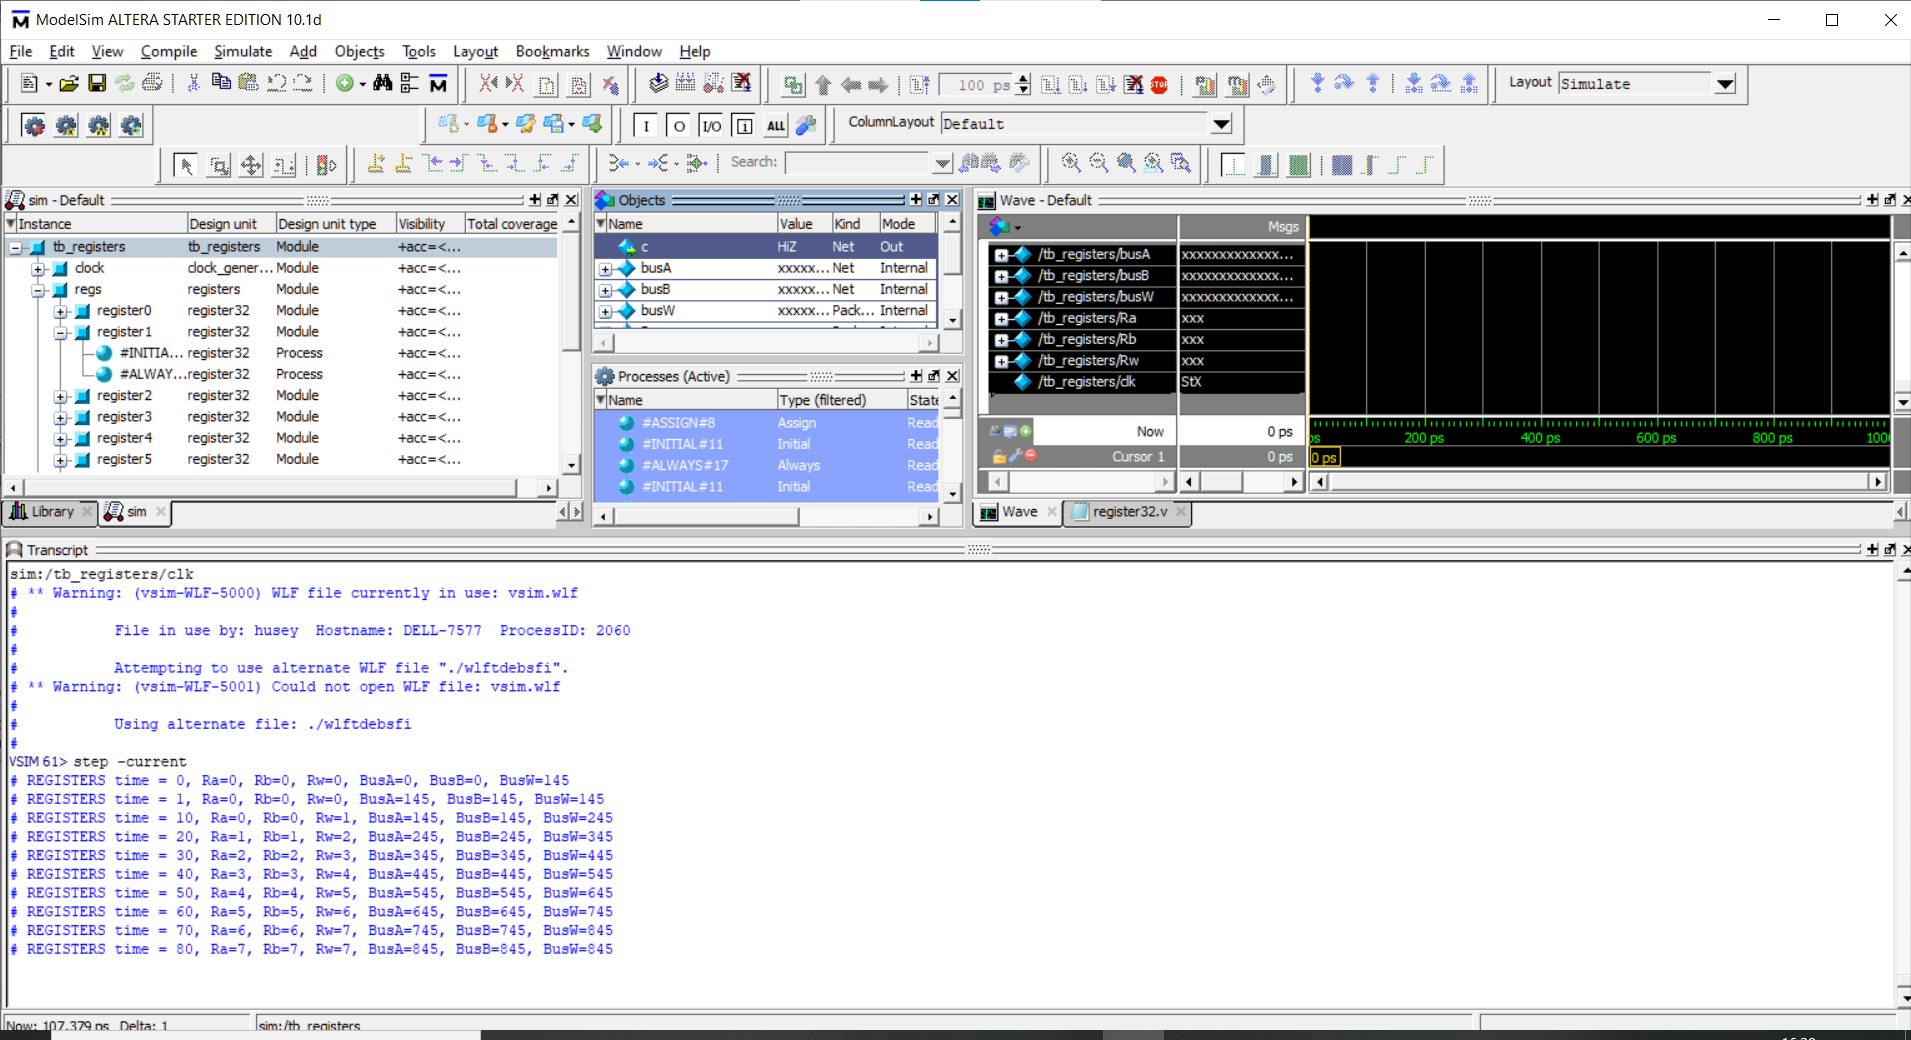 ModelSim ALTERA STARTER EDITION 10.1d
File Edit View Compile Simulate Add Objects Tools Layout Bookmarks Window Help
100 ps
Layout Simulate
I O I/O ALL
ColumnLayout Default
Search:
sim - Default
Instance Design unit Design unit type Visibility Total coverage
tb_registers tb_registers Module +acc=<...
clock clock_gener... Module +acc=<...
regs registers Module +acc=<...
register0 register32 Module +acc=<...
register1 register32 Module +acc=<...
#INITIA... register32 Process +acc=<...
#ALWAY... register32 Process +acc=<...
register2 register32 Module +acc=<...
register3 register32 Module +acc=<...
register4 register32 Module +acc=<...
register5 register32 Module +acc=<...
Library sim
Objects
Name Value Kind Mode
c HiZ Net Out
busA xxxxx... Net Internal
busB xxxxx... Net Internal
busW xxxxx... Pack... Internal
Processes (Active)
Name Type (filtered) State
#ASSIGN#8 Assign Read
#INITIAL#11 Initial Read
#ALWAYS#17 Always Read
#INITIAL#11 Initial Read
Wave - Default
Msgs
/tb_registers/busA xxxxxxxxxxxxx...
/tb_registers/busB xxxxxxxxxxxxx...
/tb_registers/busW xxxxxxxxxxxxx...
/tb_registers/Ra xxx
/tb_registers/Rb xxx
/tb_registers/Rw xxx
/tb_registers/clk StX
Now 0 ps
ps 200 ps 400 ps 600 ps 800 ps 100
Cursor 1 0 ps
0 ps
Wave register32.v
Transcript
sim:/tb_registers/clk
# ** Warning: (vsim-WLF-5000) WLF file currently in use: vsim.wlf
#
# File in use by: husey Hostname: DELL-7577 ProcessID: 2060
#
# Attempting to use alternate WLF file "./wlftdebsfi".
# ** Warning: (vsim-WLF-5001) Could not open WLF file: vsim.wlf
#
# Using alternate file: ./wlftdebsfi
#
VSIM 61> step -current
# REGISTERS time = 0, Ra=0, Rb=0, Rw=0, BusA=0, BusB=0, BusW=145
# REGISTERS time = 1, Ra=0, Rb=0, Rw=0, BusA=145, BusB=145, BusW=145
# REGISTERS time = 10, Ra=0, Rb=0, Rw=1, BusA=145, BusB=145, BusW=245
# REGISTERS time = 20, Ra=1, Rb=1, Rw=2, BusA=245, BusB=245, BusW=345
# REGISTERS time = 30, Ra=2, Rb=2, Rw=3, BusA=345, BusB=345, BusW=445
# REGISTERS time = 40, Ra=3, Rb=3, Rw=4, BusA=445, BusB=445, BusW=545
# REGISTERS time = 50, Ra=4, Rb=4, Rw=5, BusA=545, BusB=545, BusW=645
# REGISTERS time = 60, Ra=5, Rb=5, Rw=6, BusA=645, BusB=645, BusW=745
# REGISTERS time = 70, Ra=6, Rb=6, Rw=7, BusA=745, BusB=745, BusW=845
# REGISTERS time = 80, Ra=7, Rb=7, Rw=7, BusA=845, BusB=845, BusW=845
Now: 107,379 ps Delta: 1 sim:/tb_registers